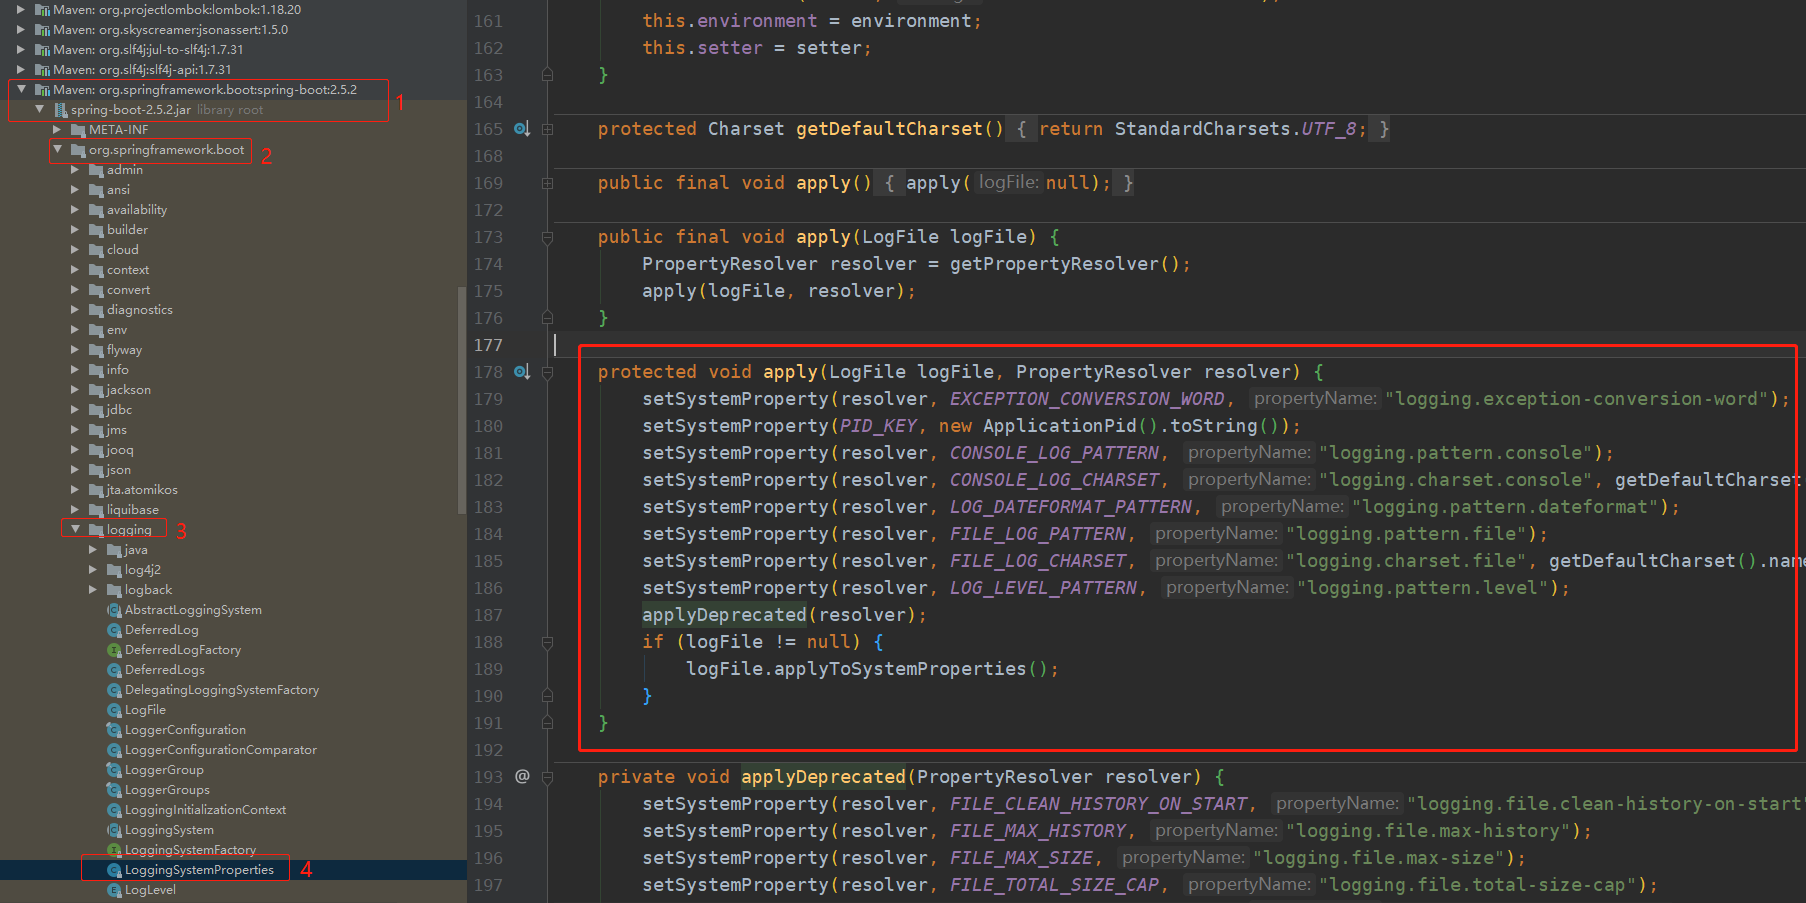 Maven: org.projectlombok:lombok:1.18.20
Maven: org.skyscreamer:jsonassert:1.5.0
Maven: org.slf4j:jul-to-slf4j:1.7.31
Maven: org.slf4j:slf4j-api:1.7.31
Maven: org.springframework.boot:spring-boot:2.5.2
1
spring-boot-2.5.2.jar library root
META-INF
org.springframework.boot
2
admin
ansi
availability
builder
cloud
context
convert
diagnostics
env
flyway
info
jackson
jdbc
jms
jooq
json
jta.atomikos
liquibase
logging
3
java
log4j2
logback
AbstractLoggingSystem
DeferredLog
DeferredLogFactory
DeferredLogs
DelegatingLoggingSystemFactory
LogFile
LoggerConfiguration
LoggerConfigurationComparator
LoggerGroup
LoggerGroups
LoggingInitializationContext
LoggingSystem
LoggingSystemFactory
LoggingSystemProperties
4
LogLevel
161 this.environment = environment;
162 this.setter = setter;
163 }
164
165 protected Charset getDefaultCharset() { return StandardCharsets.UTF_8; }
168
169 public final void apply() { apply( logFile: null); }
172
173 public final void apply(LogFile logFile) {
174 PropertyResolver resolver = getPropertyResolver();
175 apply(logFile, resolver);
176 }
177
178 protected void apply(LogFile logFile, PropertyResolver resolver) {
179 setSystemProperty(resolver, EXCEPTION_CONVERSION_WORD, propertyName: "logging.exception-conversion-word");
180 setSystemProperty(PID_KEY, new ApplicationPid().toString());
181 setSystemProperty(resolver, CONSOLE_LOG_PATTERN, propertyName: "logging.pattern.console");
182 setSystemProperty(resolver, CONSOLE_LOG_CHARSET, propertyName: "logging.charset.console", getDefaultCharset
183 setSystemProperty(resolver, LOG_DATEFORMAT_PATTERN, propertyName: "logging.pattern.dateformat");
184 setSystemProperty(resolver, FILE_LOG_PATTERN, propertyName: "logging.pattern.file");
185 setSystemProperty(resolver, FILE_LOG_CHARSET, propertyName: "logging.charset.file", getDefaultCharset().name
186 setSystemProperty(resolver, LOG_LEVEL_PATTERN, propertyName: "logging.pattern.level");
187 applyDeprecated(resolver);
188 if (logFile != null) {
189 logFile.applyToSystemProperties();
190 }
191 }
192
193 @ private void applyDeprecated(PropertyResolver resolver) {
194 setSystemProperty(resolver, FILE_CLEAN_HISTORY_ON_START, propertyName: "logging.file.clean-history-on-start"
195 setSystemProperty(resolver, FILE_MAX_HISTORY, propertyName: "logging.file.max-history");
196 setSystemProperty(resolver, FILE_MAX_SIZE, propertyName: "logging.file.max-size");
197 setSystemProperty(resolver, FILE_TOTAL_SIZE_CAP, propertyName: "logging.file.total-size-cap");